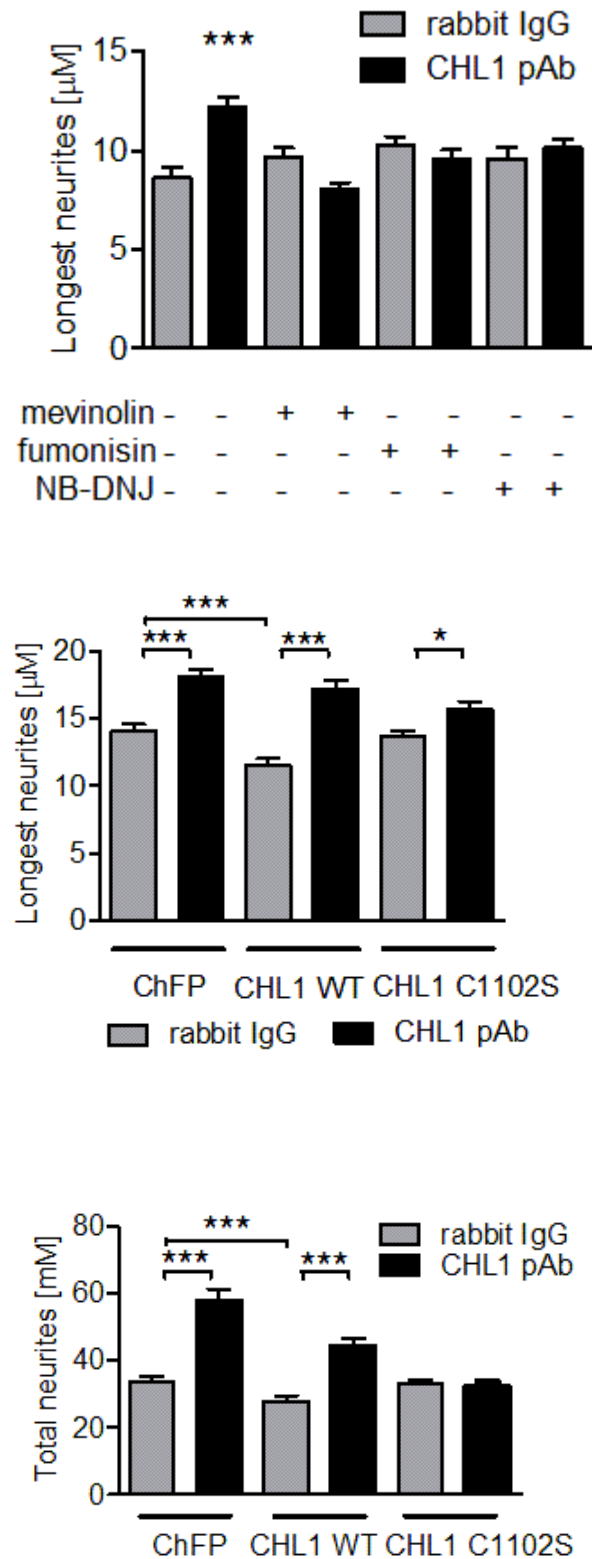 rabbit IgG
CHL1 pAb
***
Longest neurites [µM]
15
10
5
0
mevinolin - - + + - - - -
fumonisin - - - - + + - -
NB-DNJ - - - - - - + +
***
*** *** *
Longest neurites [µM]
20
15
10
5
0
ChFP CHL1 WT CHL1 C1102S
rabbit IgG CHL1 pAb
***
*** ***
rabbit IgG
CHL1 pAb
Total neurites [mM]
80
60
40
20
0
ChFP CHL1 WT CHL1 C1102S